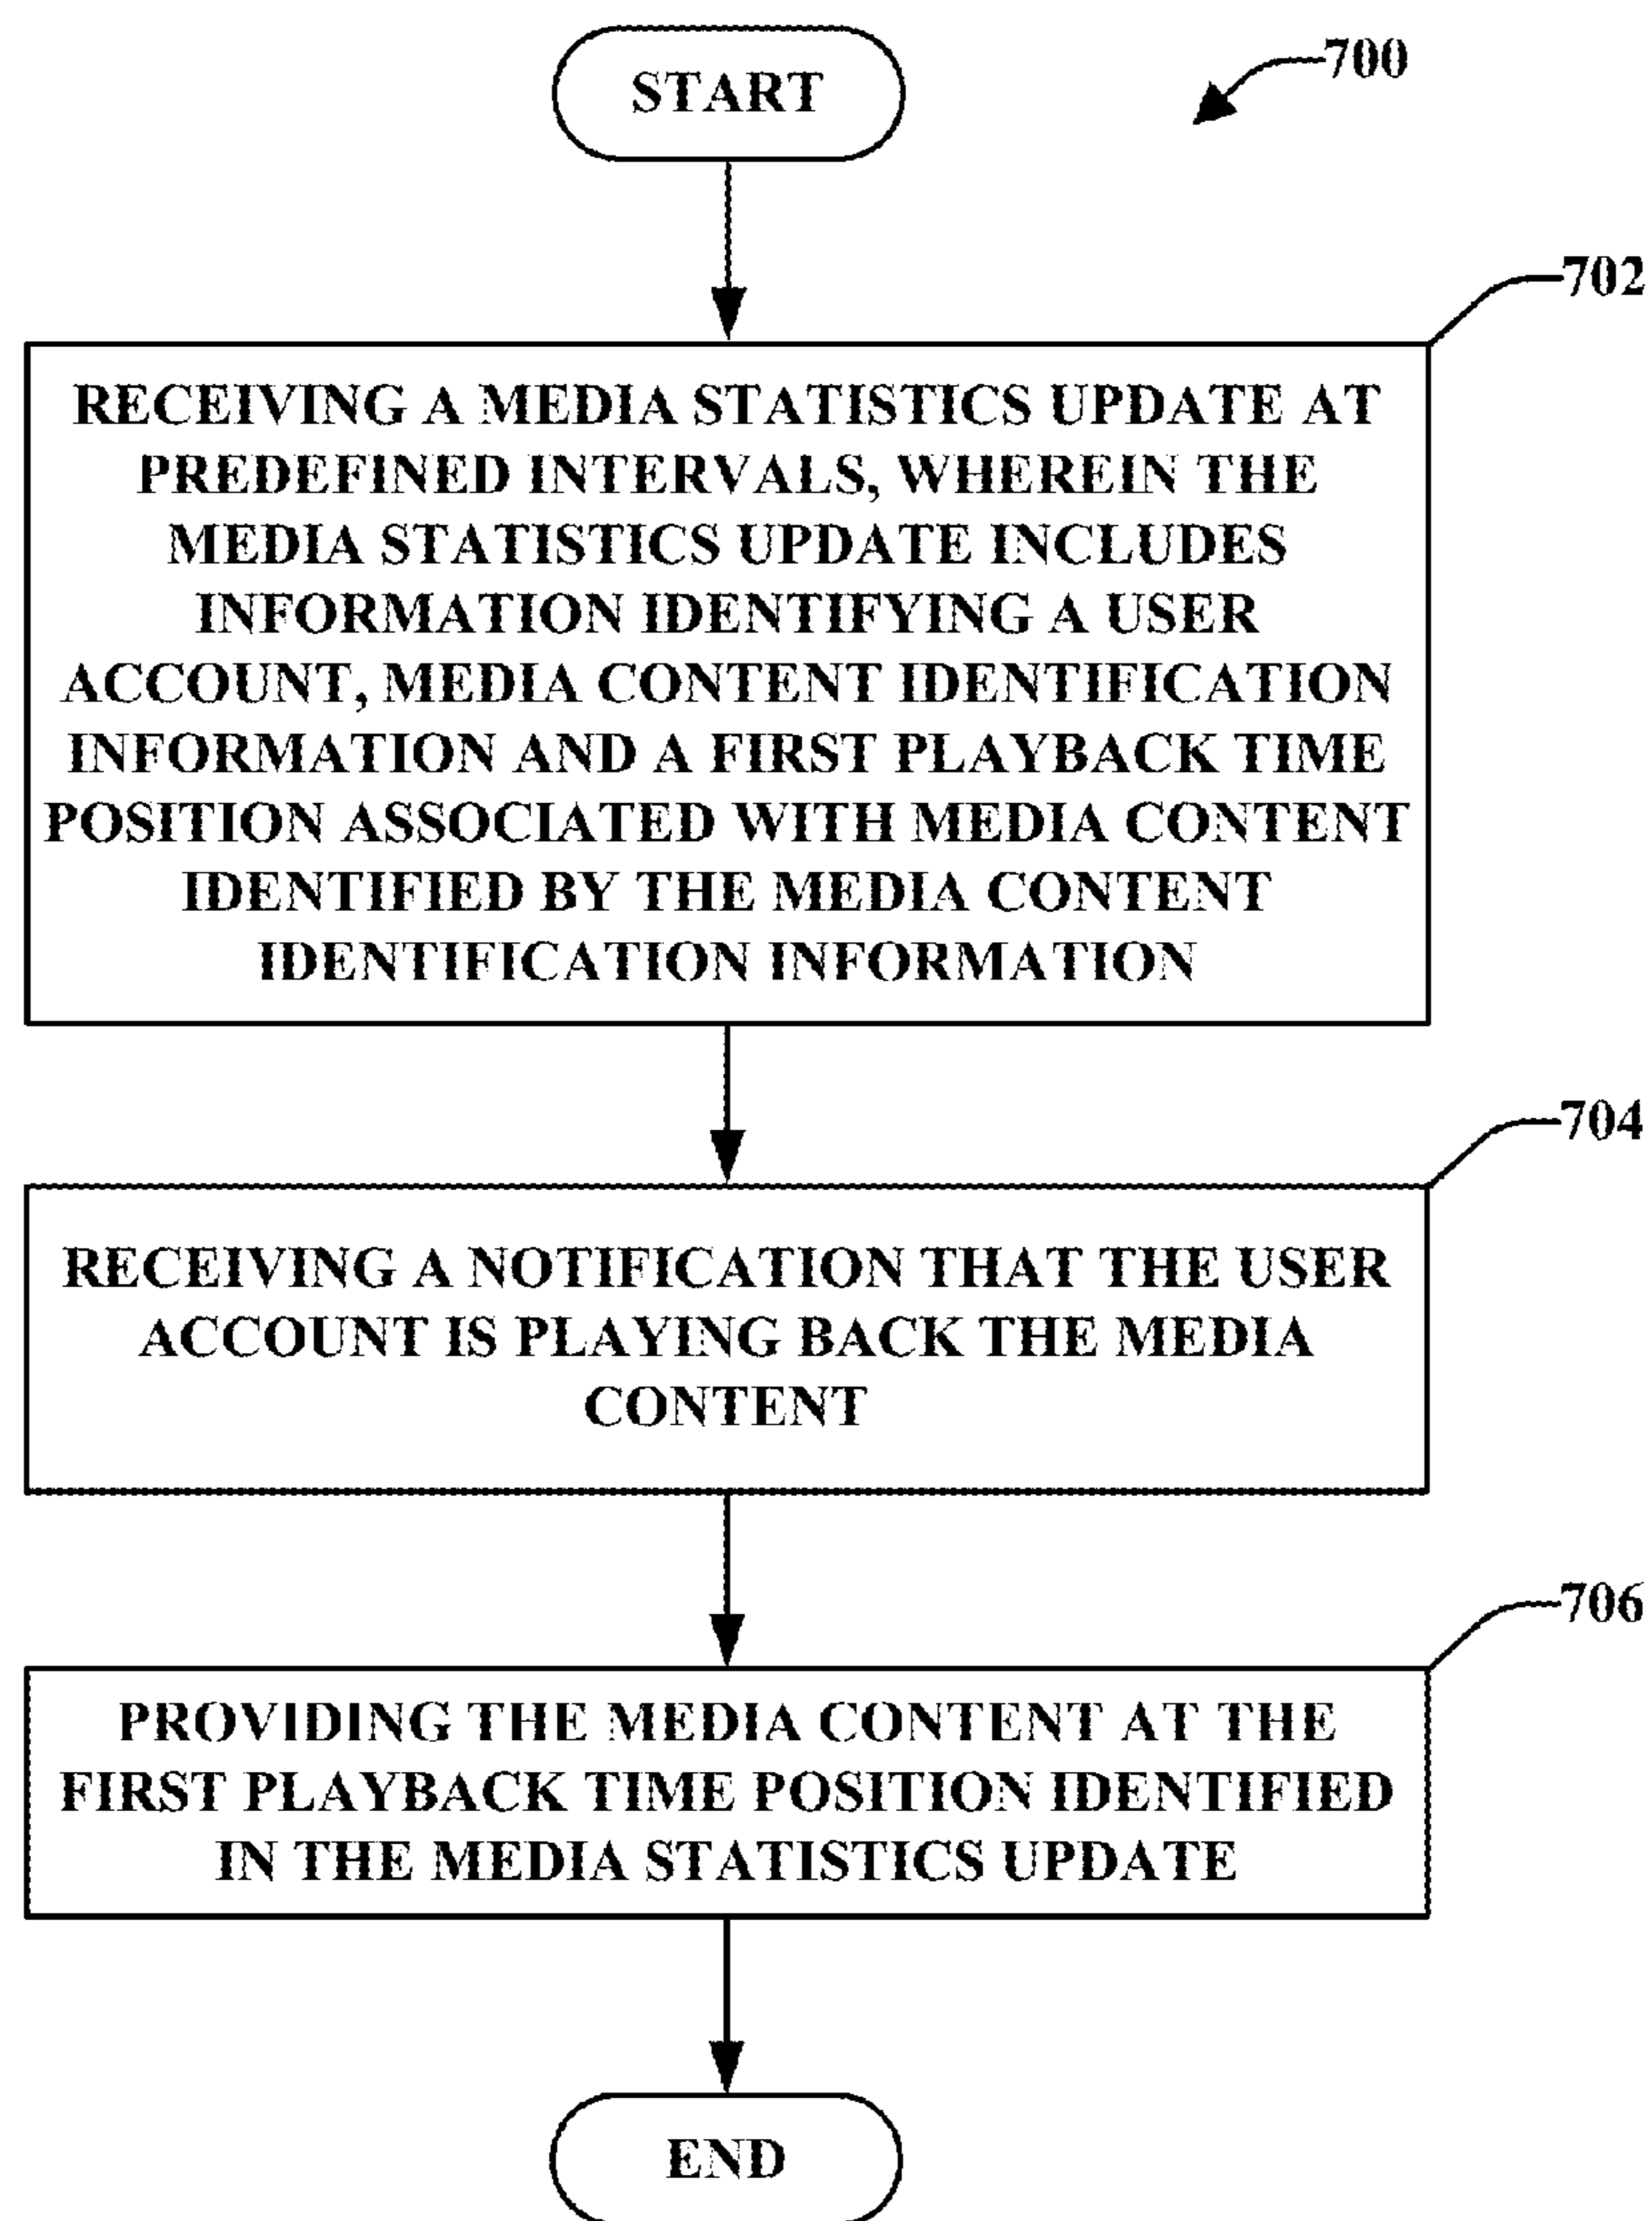 START
700
702
RECEIVING A MEDIA STATISTICS UPDATE AT
PREDEFINED INTERVALS, WHEREIN THE
MEDIA STATISTICS UPDATE INCLUDES
INFORMATION IDENTIFYING A USER
ACCOUNT, MEDIA CONTENT IDENTIFICATION
INFORMATION AND A FIRST PLAYBACK TIME
POSITION ASSOCIATED WITH MEDIA CONTENT
IDENTIFIED BY THE MEDIA CONTENT
IDENTIFICATION INFORMATION
704
RECEIVING A NOTIFICATION THAT THE USER
ACCOUNT IS PLAYING BACK THE MEDIA
CONTENT
706
PROVIDING THE MEDIA CONTENT AT THE
FIRST PLAYBACK TIME POSITION IDENTIFIED
IN THE MEDIA STATISTICS UPDATE
END